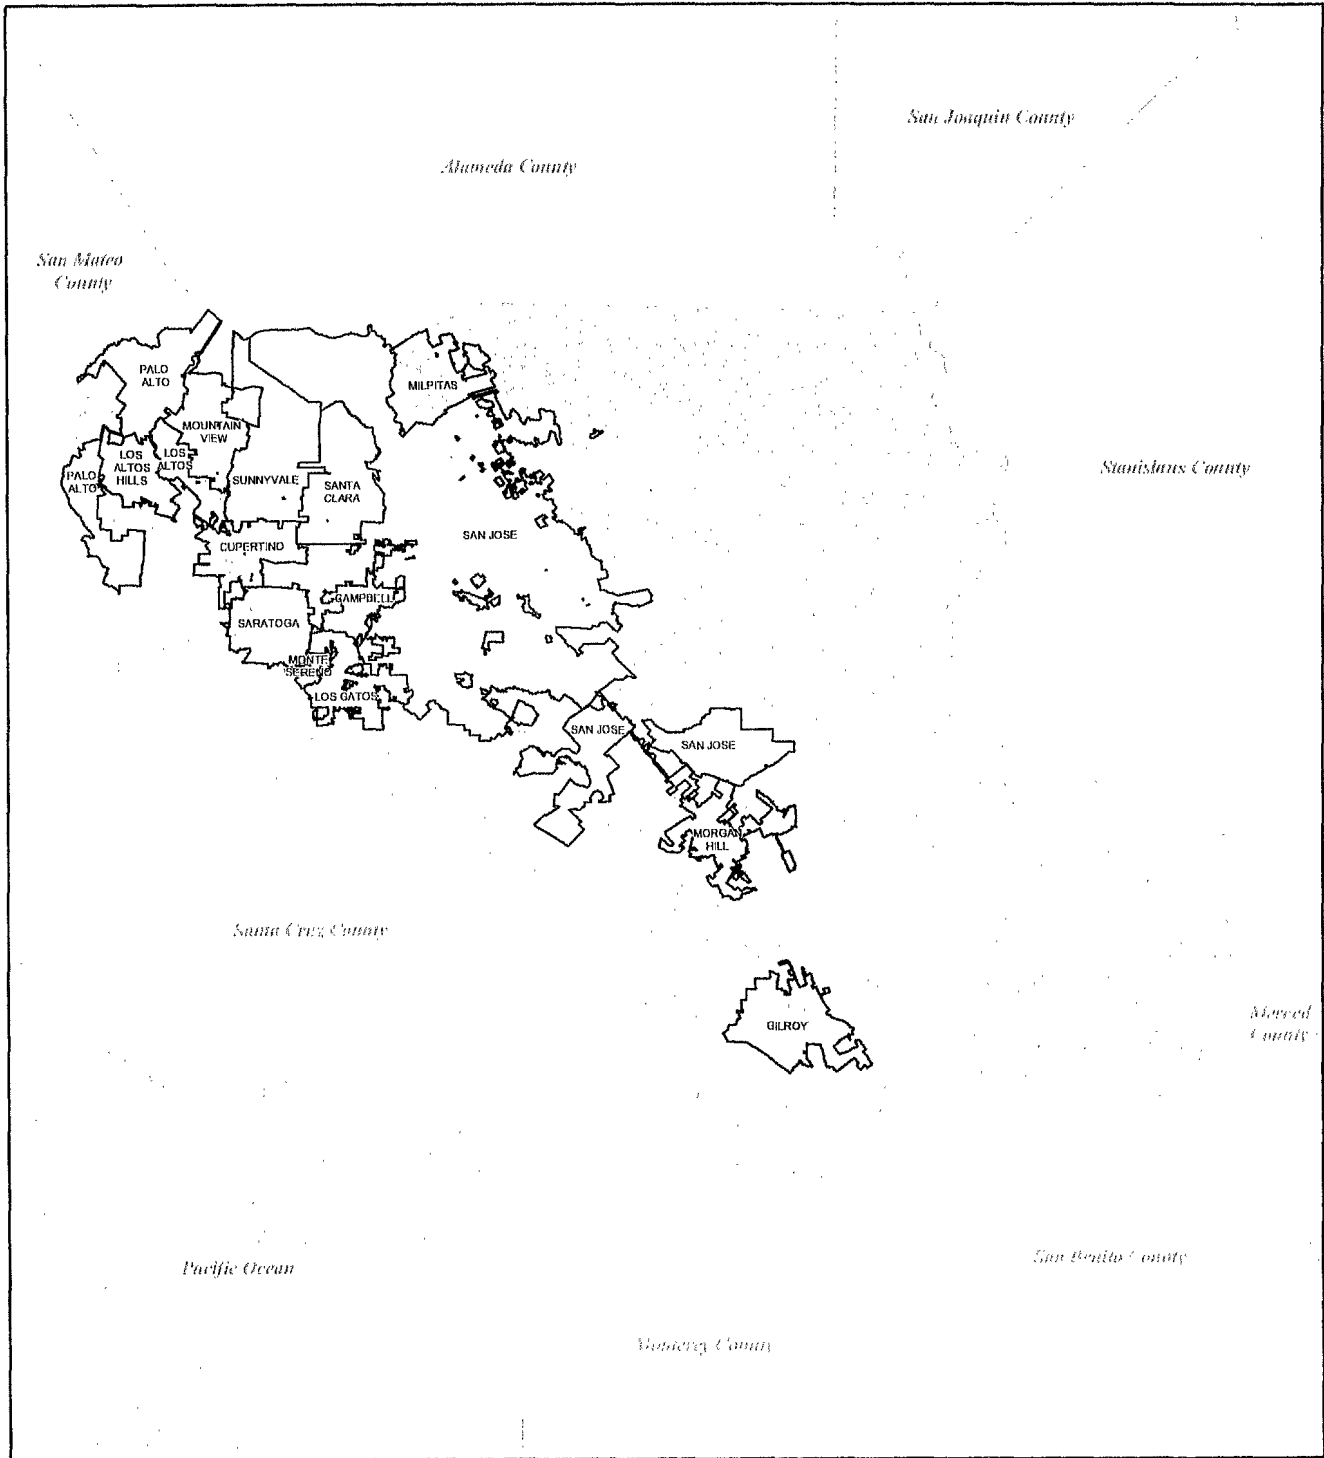 San Joaquin County
Alameda County
San Mateo
County
PALO
ALTO
MILPITAS
MOUNTAIN
VIEW
LOS
ALTOS
HILLS
LOS
ALTOS
PALO
ALTO
SUNNYVALE
SANTA
CLARA
Stanislaus County
SAN JOSE
CUPERTINO
CAMPBELL
SARATOGA
MONTE
SERENO
LOS GATOS
SAN JOSE
SAN JOSE
MORGAN
HILL
Santa Cruz County
GILROY
Merced
County
San Benito County
Pacific Ocean
Monterey County